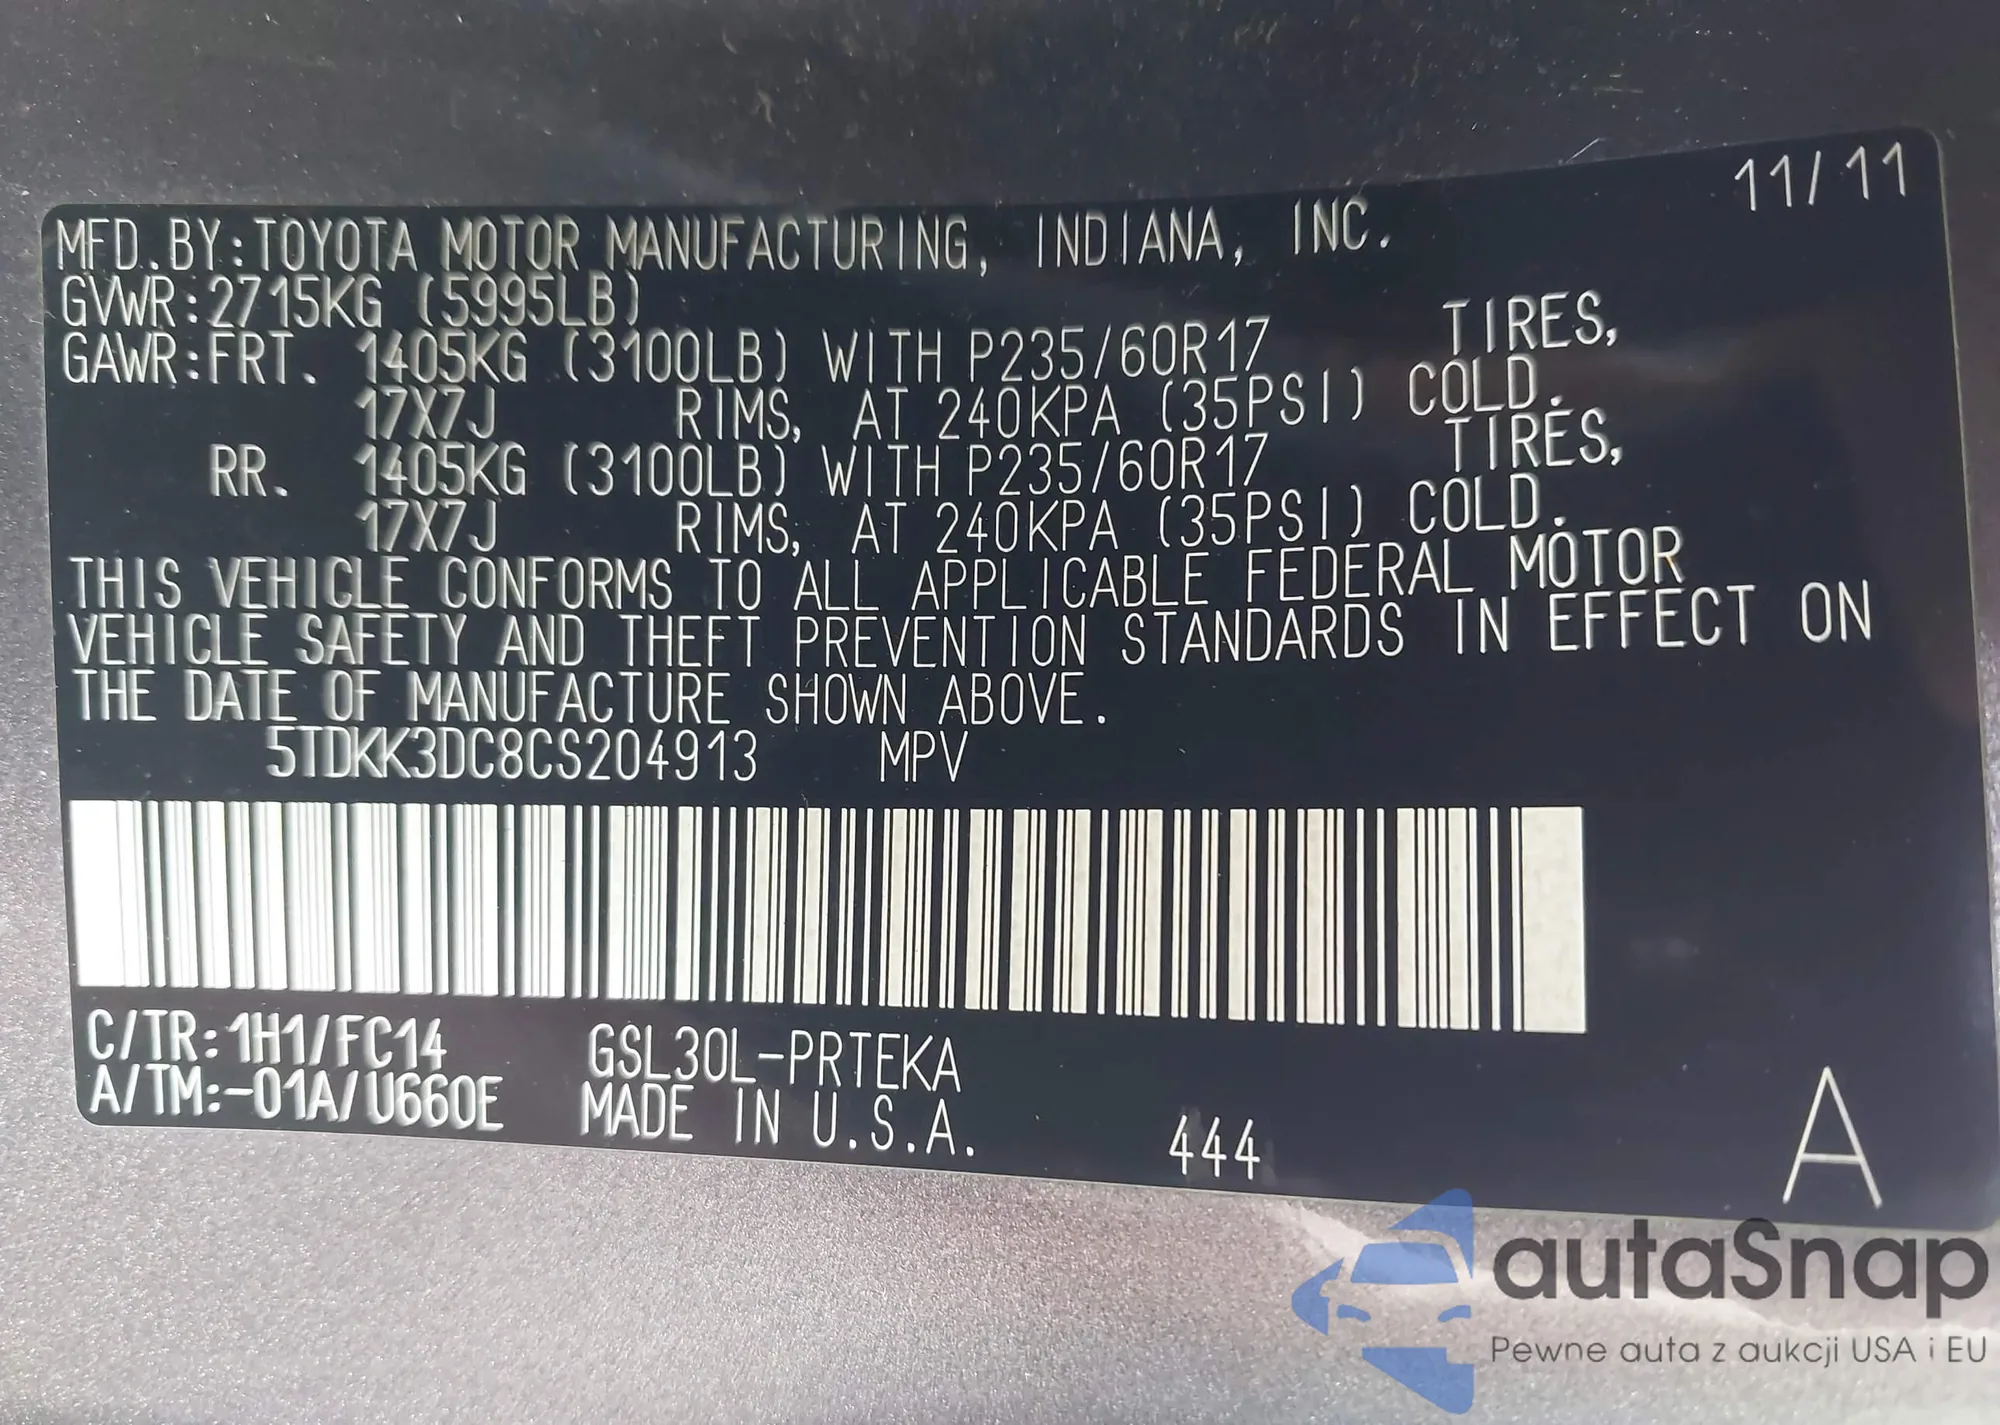 11/11
MFD.BY:TOYOTA MOTOR MANUFACTURING, INDIANA, INC.
GVWR:2715KG (5995LB)
GAWR:FRT. 1405KG (3100LB) WITH P235/60R17 TIRES,
17X7J RIMS, AT 240KPA (35PSI) COLD.
RR. 1405KG (3100LB) WITH P235/60R17 TIRES,
17X7J RIMS, AT 240KPA (35PSI) COLD.
THIS VEHICLE CONFORMS TO ALL APPLICABLE FEDERAL MOTOR
VEHICLE SAFETY AND THEFT PREVENTION STANDARDS IN EFFECT ON
THE DATE OF MANUFACTURE SHOWN ABOVE.
5TDKK3DC8CS204913 MPV
C/TR:1H1/FC14 GSL30L-PRTEKA
A/TM:-01A/U660E MADE IN U.S.A. 444 A
autaSnap
Pewne auta z aukcji USA i EU